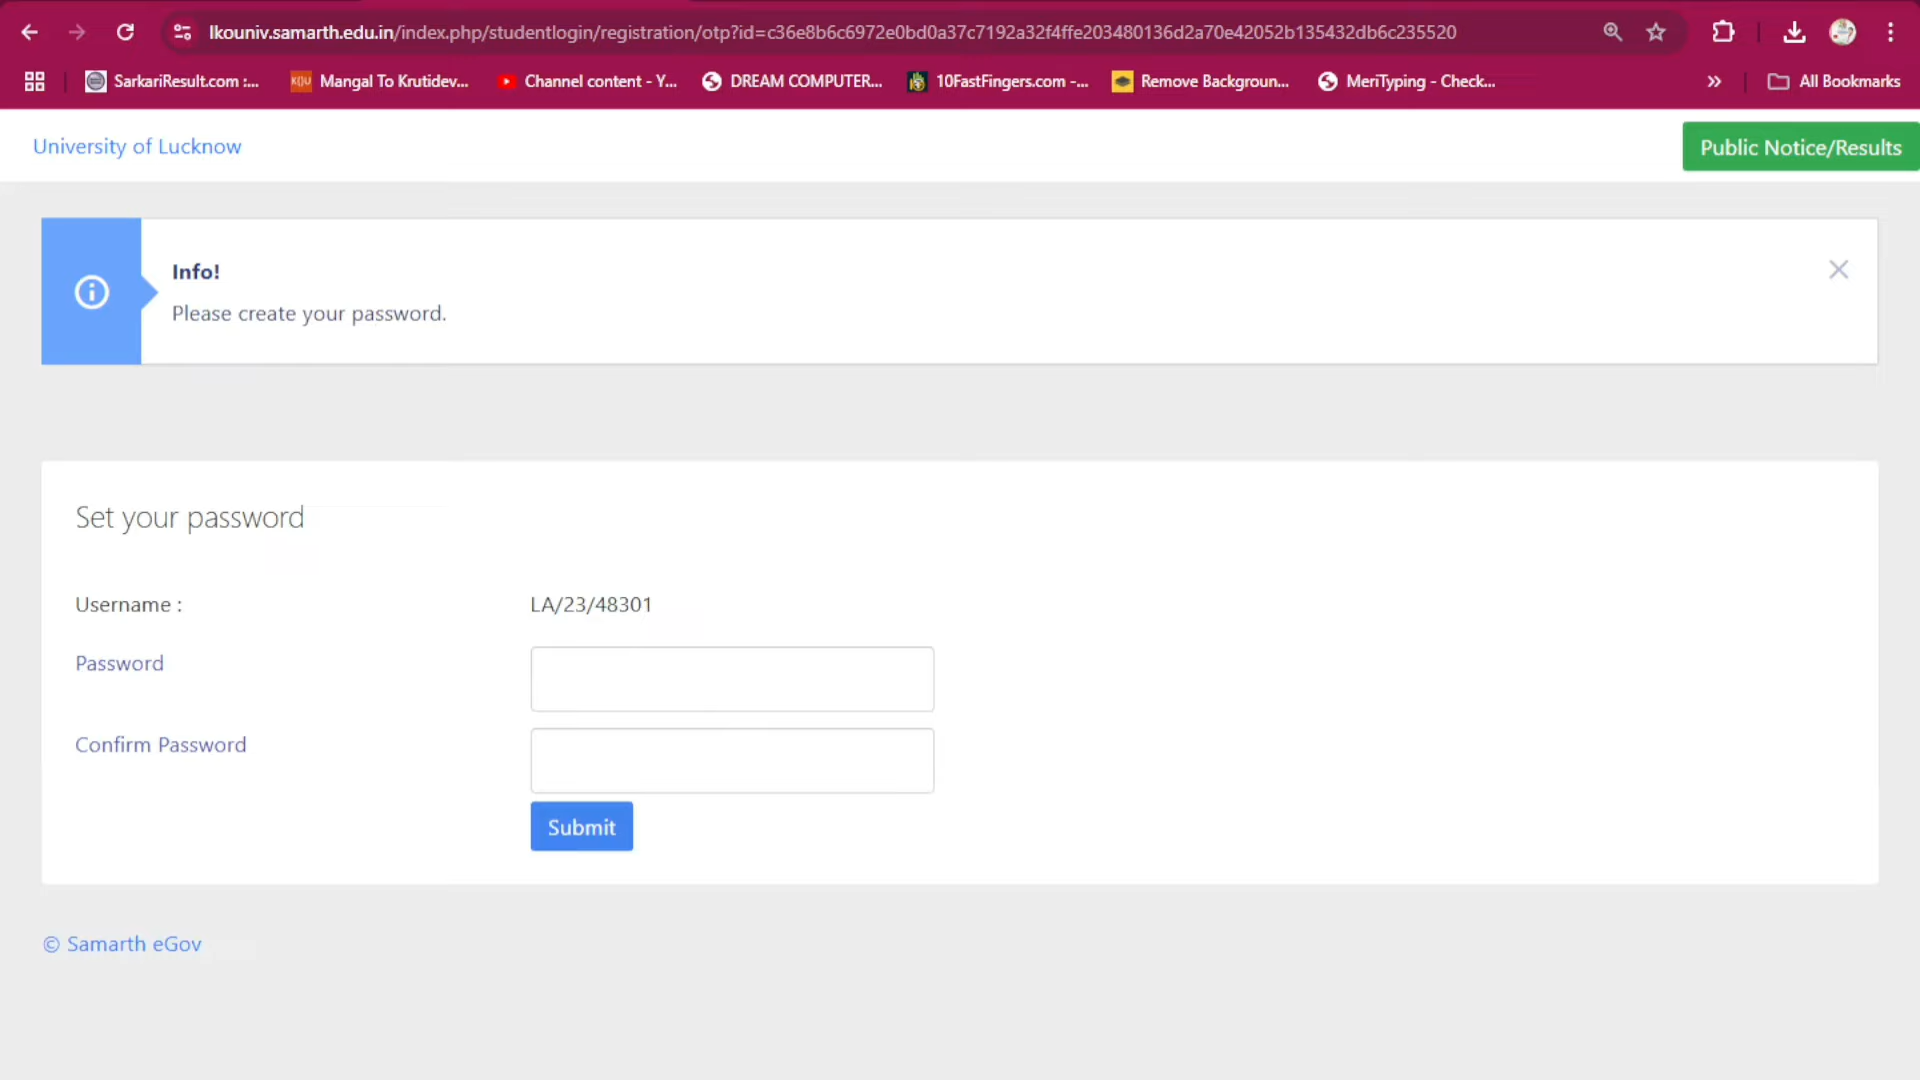 lkouniv.samarth.edu.in/index.php/studentlogin/registration/otp?id=c36e8b6c6972e0bd0a37c7192a32f4ffe203480136d2a70e42052b135432db6c235520
SarkariResult.com :... KDU Mangal To Krutidev... Channel content - Y... DREAM COMPUTER... 10FastFingers.com -... Remove Backgroun... MeriTyping - Check... » All Bookmarks
University of Lucknow Public Notice/Results
Info!
Please create your password.
Set your password
Username : LA/23/48301
Password
Confirm Password
Submit
© Samarth eGov